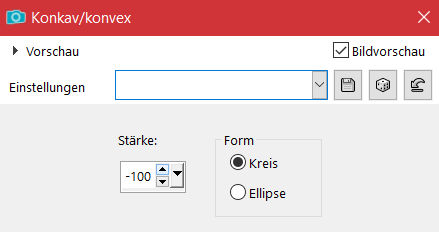 Konkav/konvex
Vorschau
Bildvorschau
Einstellungen
Stärke:
Form
-100
Kreis
Ellipse